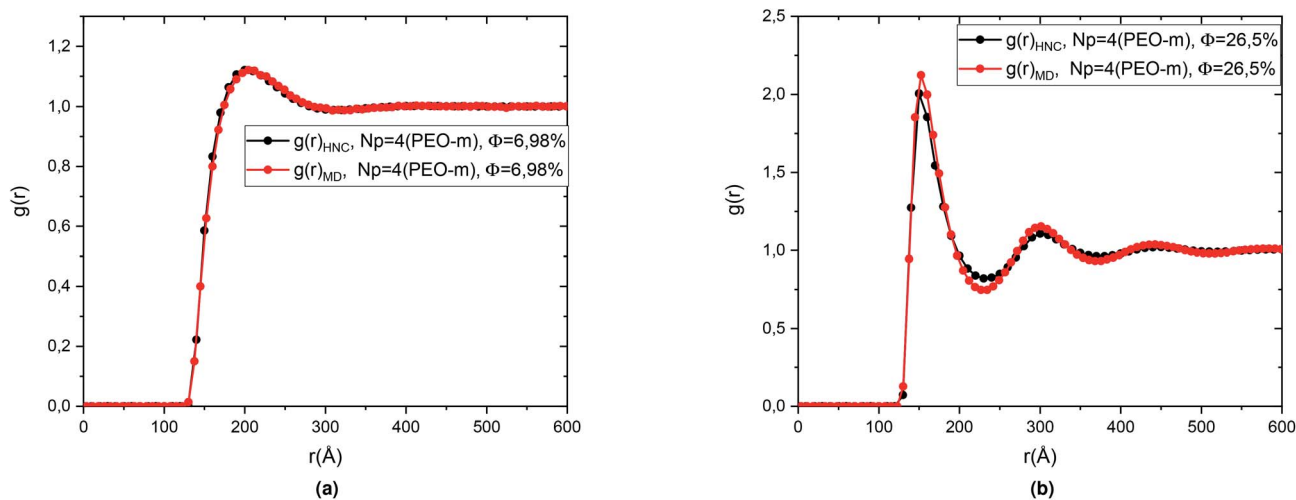 1,2
1,0
0,8
0,6
0,4
0,2
0,0
g(r)
g(r)HNC, Np=4(PEO-m), Φ=6,98%
g(r)MD, Np=4(PEO-m), Φ=6,98%
0 100 200 300 400 500 600
r(Å)
(a)
2,5
2,0
1,5
1,0
0,5
0,0
g(r)
g(r)HNC, Np=4(PEO-m), Φ=26,5%
g(r)MD, Np=4(PEO-m), Φ=26,5%
0 100 200 300 400 500 600
r(Å)
(b)